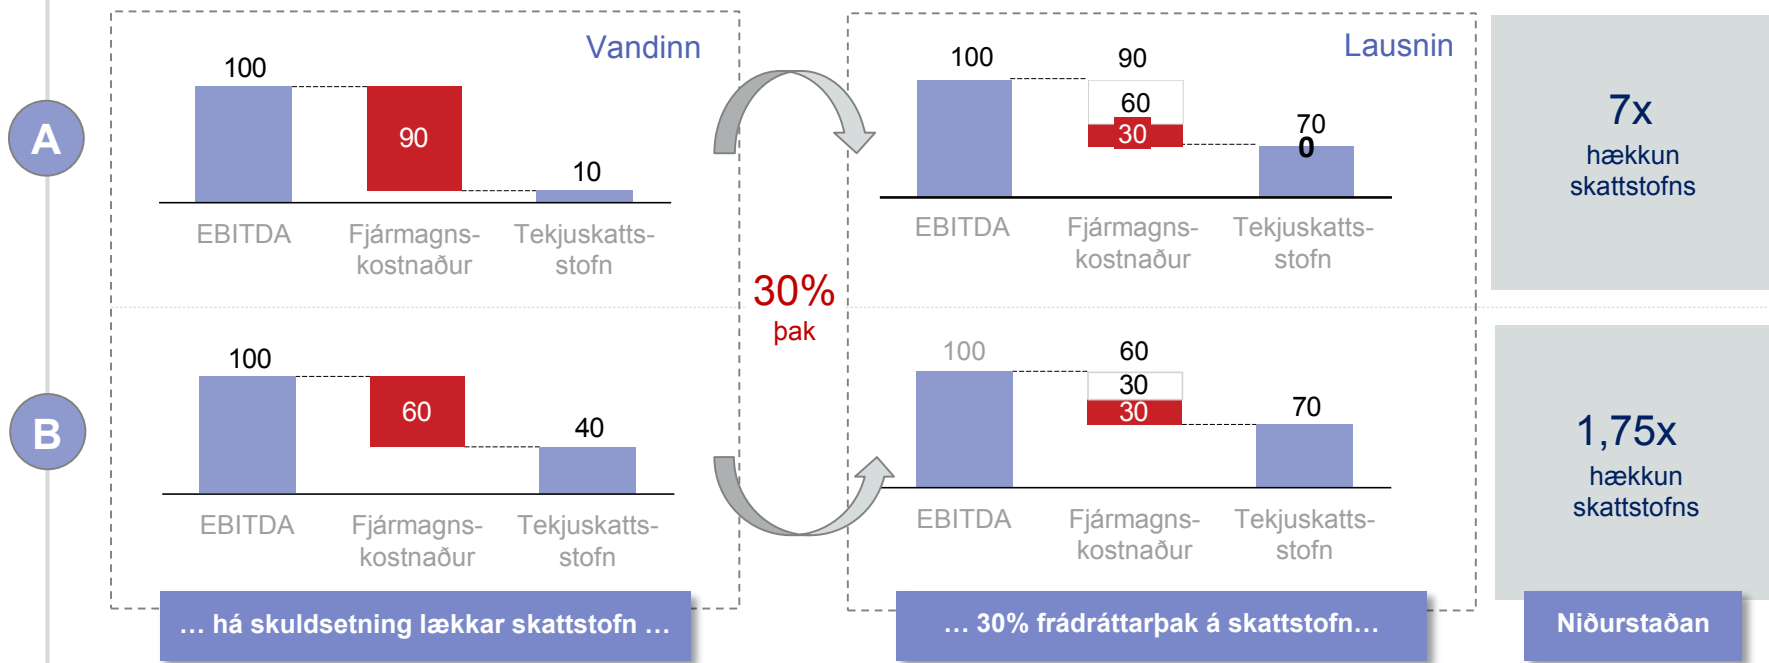 A
Vandinn
100
90
10
EBITDA
Fjármagns-
kostnaður
Tekjuskatts-
stofn
Lausnin
100
90
60
30
70
0
EBITDA
Fjármagns-
kostnaður
Tekjuskatts-
stofn
7x
hækkun
skattstofns
30%
þak
B
100
60
40
EBITDA
Fjármagns-
kostnaður
Tekjuskatts-
stofn
100
60
30
30
70
EBITDA
Fjármagns-
kostnaður
Tekjuskatts-
stofn
1,75x
hækkun
skattstofns
... há skuldsetning lækkar skattstofn ...
... 30% frádráttarþak á skattstofn...
Niðurstaðan